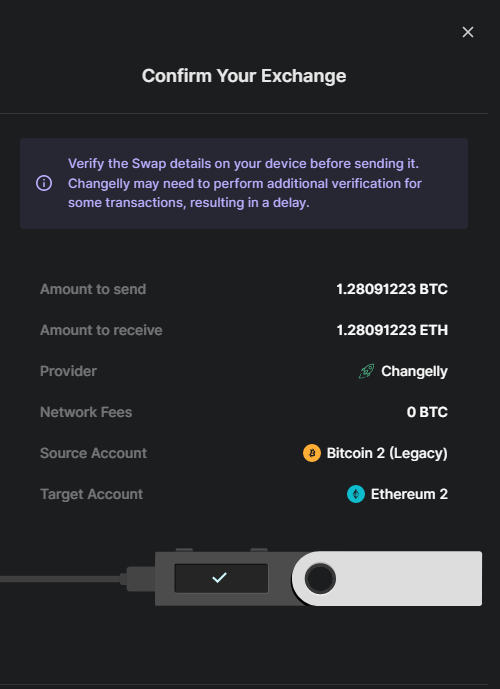 Confirm Your Exchange
Verify the Swap details on your device before sending it.
Changelly may need to perform additional verification for
some transactions, resulting in a delay.
Amount to send 1.28091223 BTC
Amount to receive 1.28091223 ETH
Provider Changelly
Network Fees 0 BTC
Source Account Bitcoin 2 (Legacy)
Target Account Ethereum 2